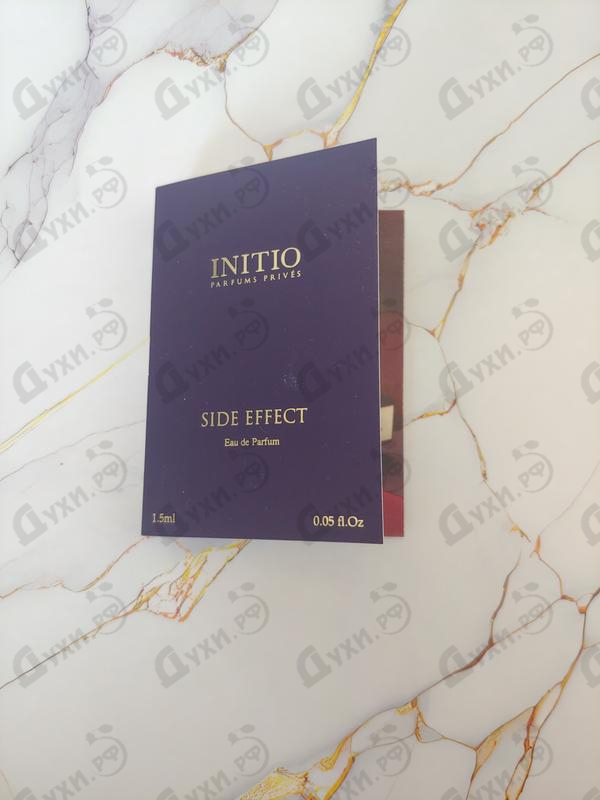 INITIO
PARFUMS PRIVÉS
SIDE EFFECT
Eau de Parfum
1.5ml
0.05 fl.Oz
Духи.рф